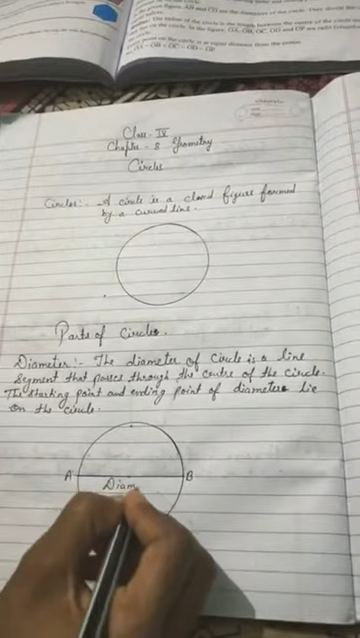 Class - IV
Chapter - 8 Geometry
Circles
Circles:- A circle is a closed figure formed
by a curved line.
Parts of Circles.
Diameter:- The diameter of circle is a line
segment that passes through the centre of the circle.
The starting point and ending point of diameter lie
on the circle.
A B
Diam